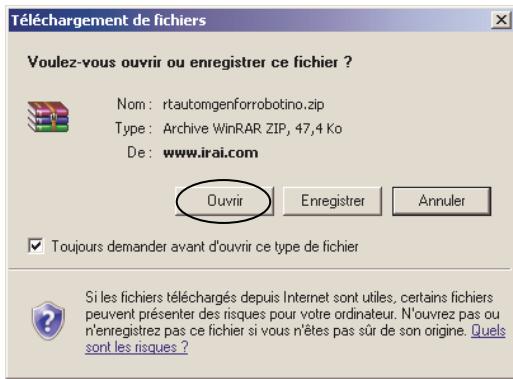 Téléchargement de fichiers
Voulez-vous ouvrir ou enregistrer ce fichier ?
Nom : rtautomgenforrobotino.zip
Type : Archive WinRAR ZIP, 47,4 Ko
De : www.irai.com
Ouvrir Enregistrer Annuler
Toujours demander avant d'ouvrir ce type de fichier
Si les fichiers téléchargés depuis Internet sont utiles, certains fichiers
peuvent présenter des risques pour votre ordinateur. N'ouvrez pas ou
n'enregistrez pas ce fichier si vous n'êtes pas sûr de son origine. Quels
sont les risques ?